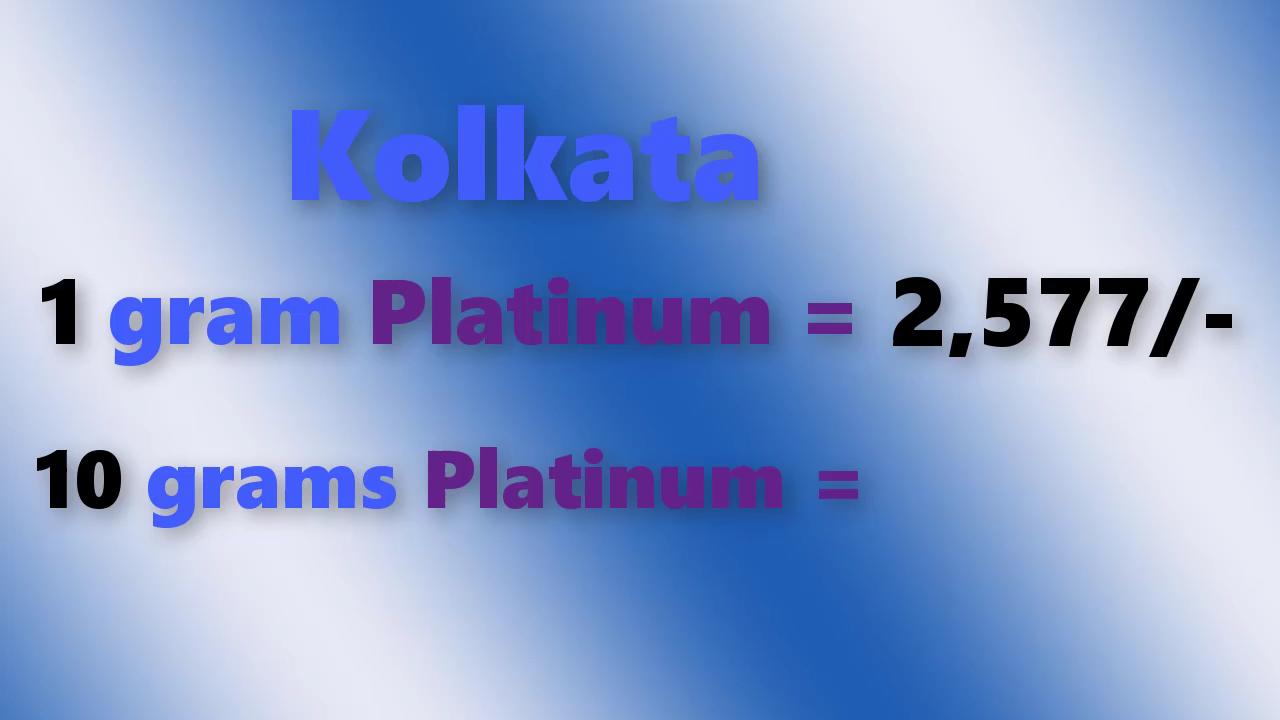 Kolkata
1 gram Platinum = 2,577/-
10 grams Platinum =